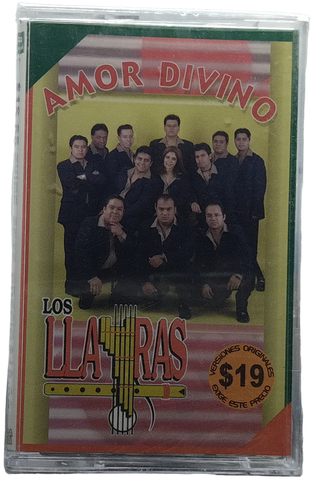 AMOR DIVINO
LOS
LLAYRAS
VERSIONES ORIGINALES
$19
EXIGE ESTE PRECIO